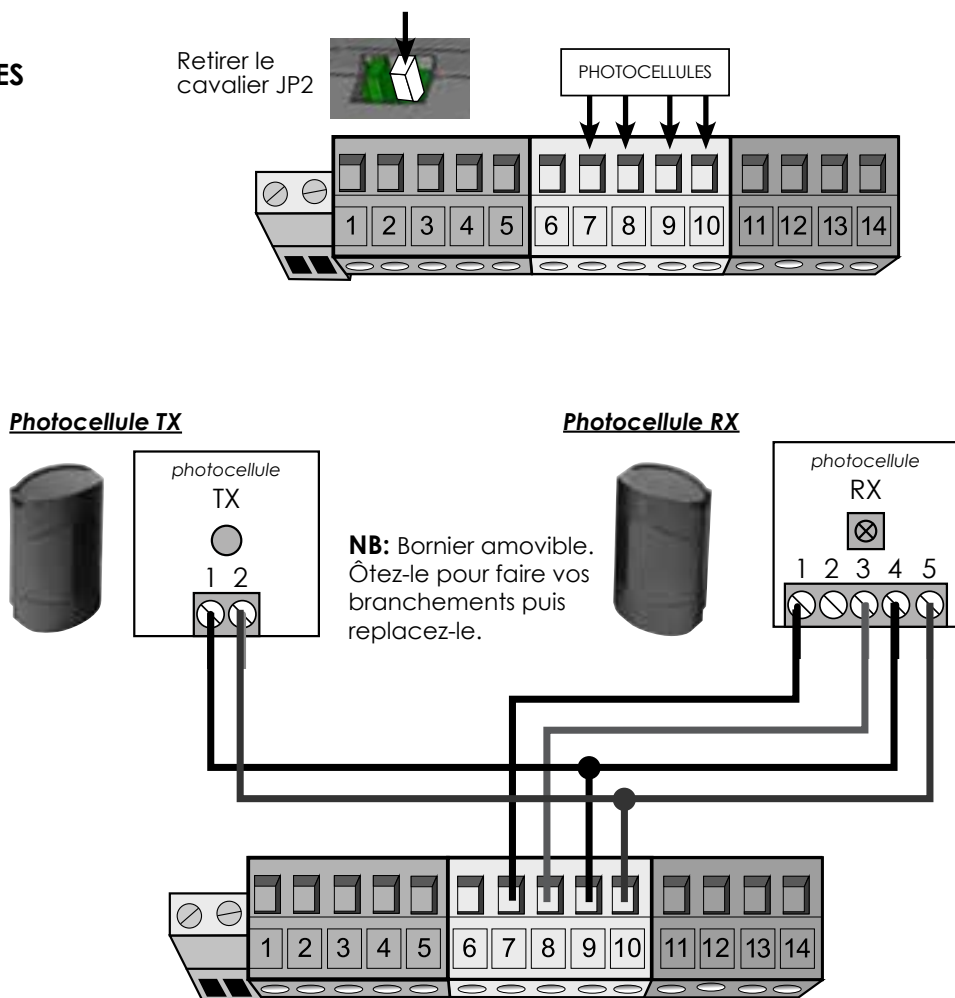 ES
Retirer le
cavalier JP2
PHOTOCELLULES
1 2 3 4 5 6 7 8 9 10 11 12 13 14
Photocellule TX
Photocellule RX
photocellule
TX
1 2
NB: Bornier amovible.
Ôtez-le pour faire vos
branchements puis
replacez-le.
photocellule
RX
1 2 3 4 5
1 2 3 4 5 6 7 8 9 10 11 12 13 14